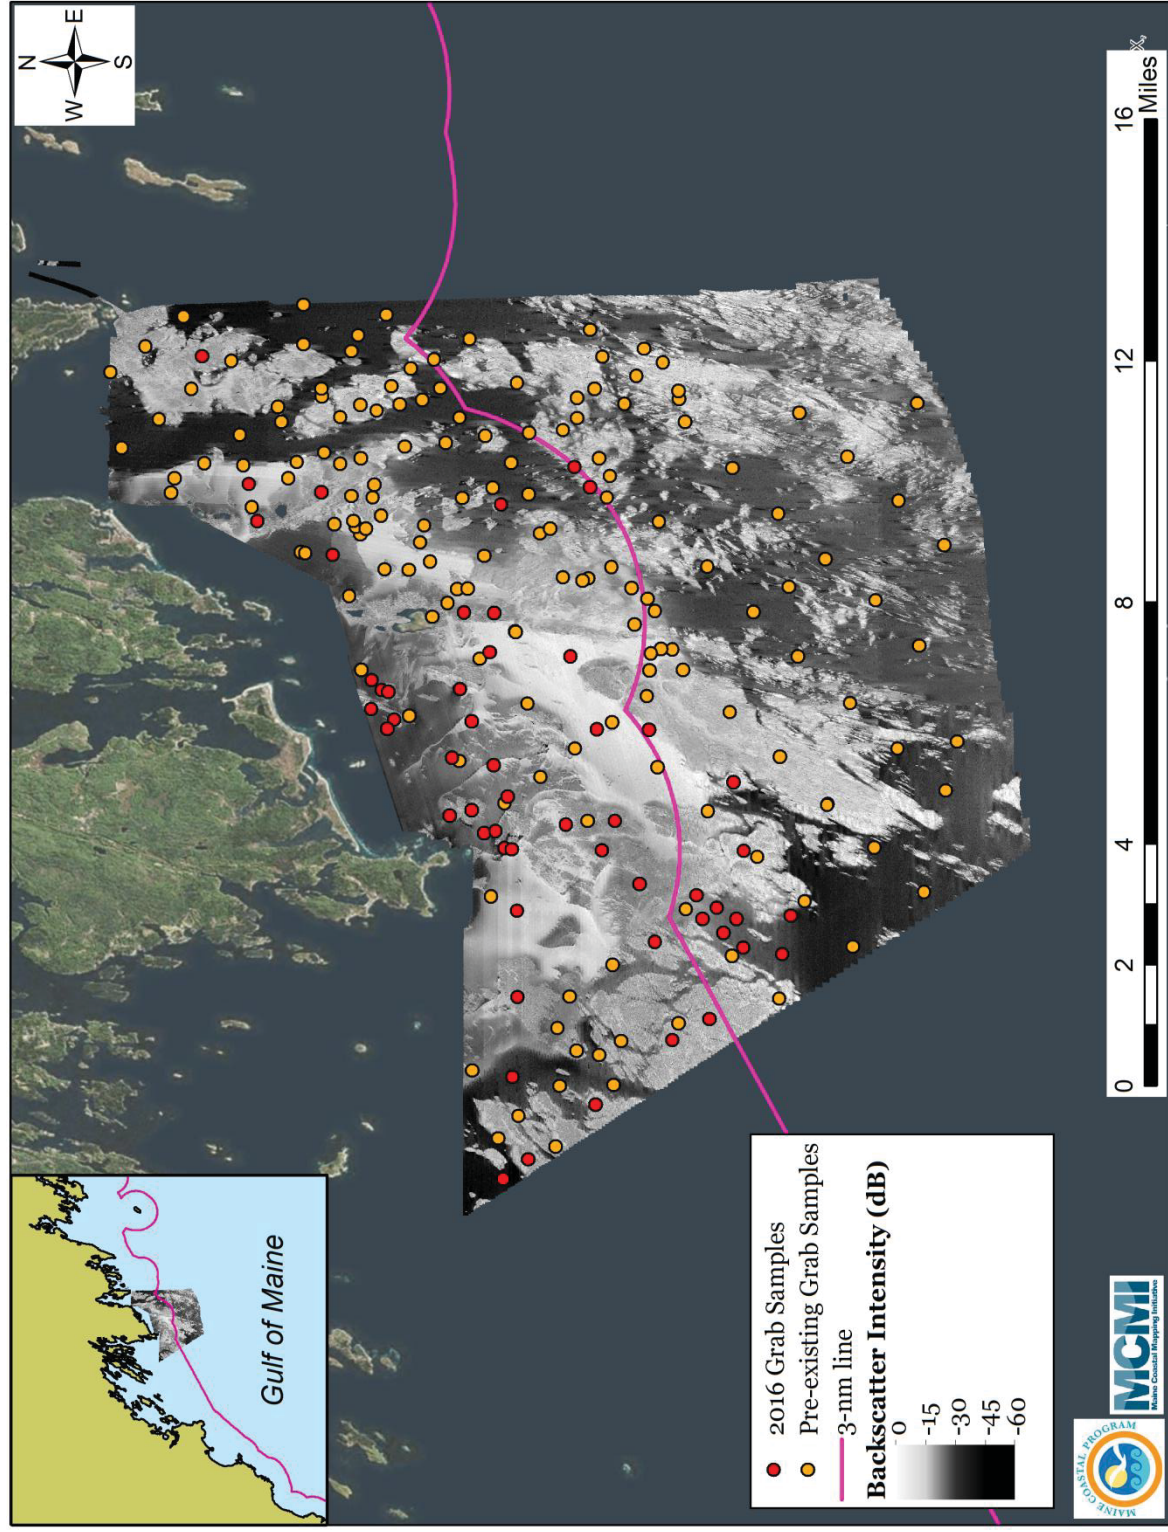 N
W E
S
Gulf of Maine
2016 Grab Samples
Pre-existing Grab Samples
3-nm line
Backscatter Intensity (dB)
0
-15
-30
-45
-60
0 2 4 8 12 16
Miles
MAINE COASTAL PROGRAM
MCMI
Maine Coastal Mapping Initiative